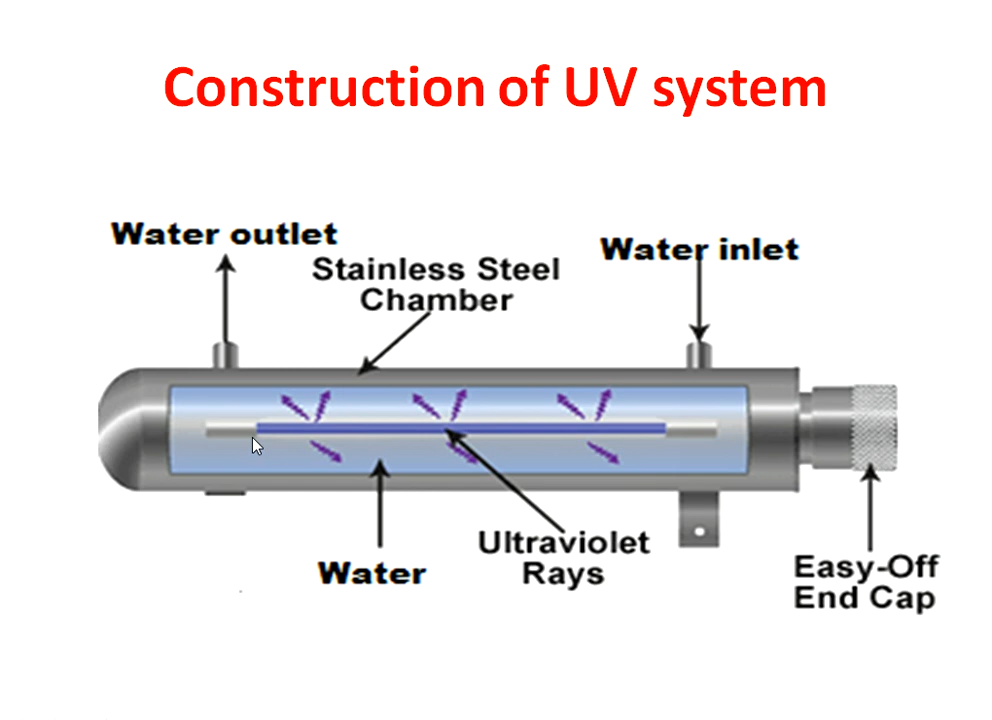 Construction of UV system
Water outlet
Water inlet
Stainless Steel
Chamber
Ultraviolet
Rays
Water
Easy-Off
End Cap